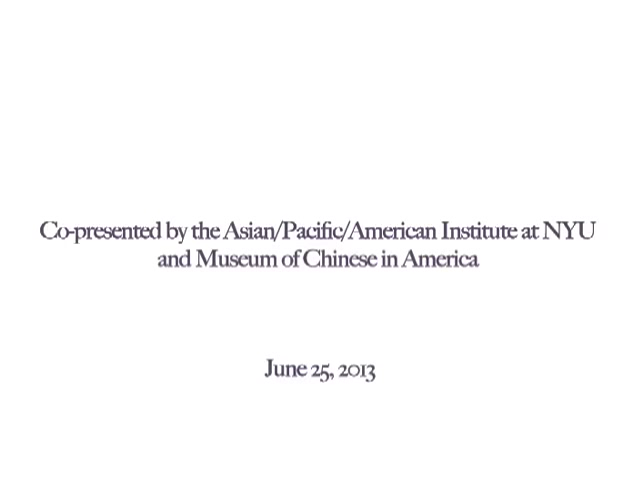 Co-presented by the Asian/Pacific/American Institute at NYU
and Museum of Chinese in America
June 25, 2013